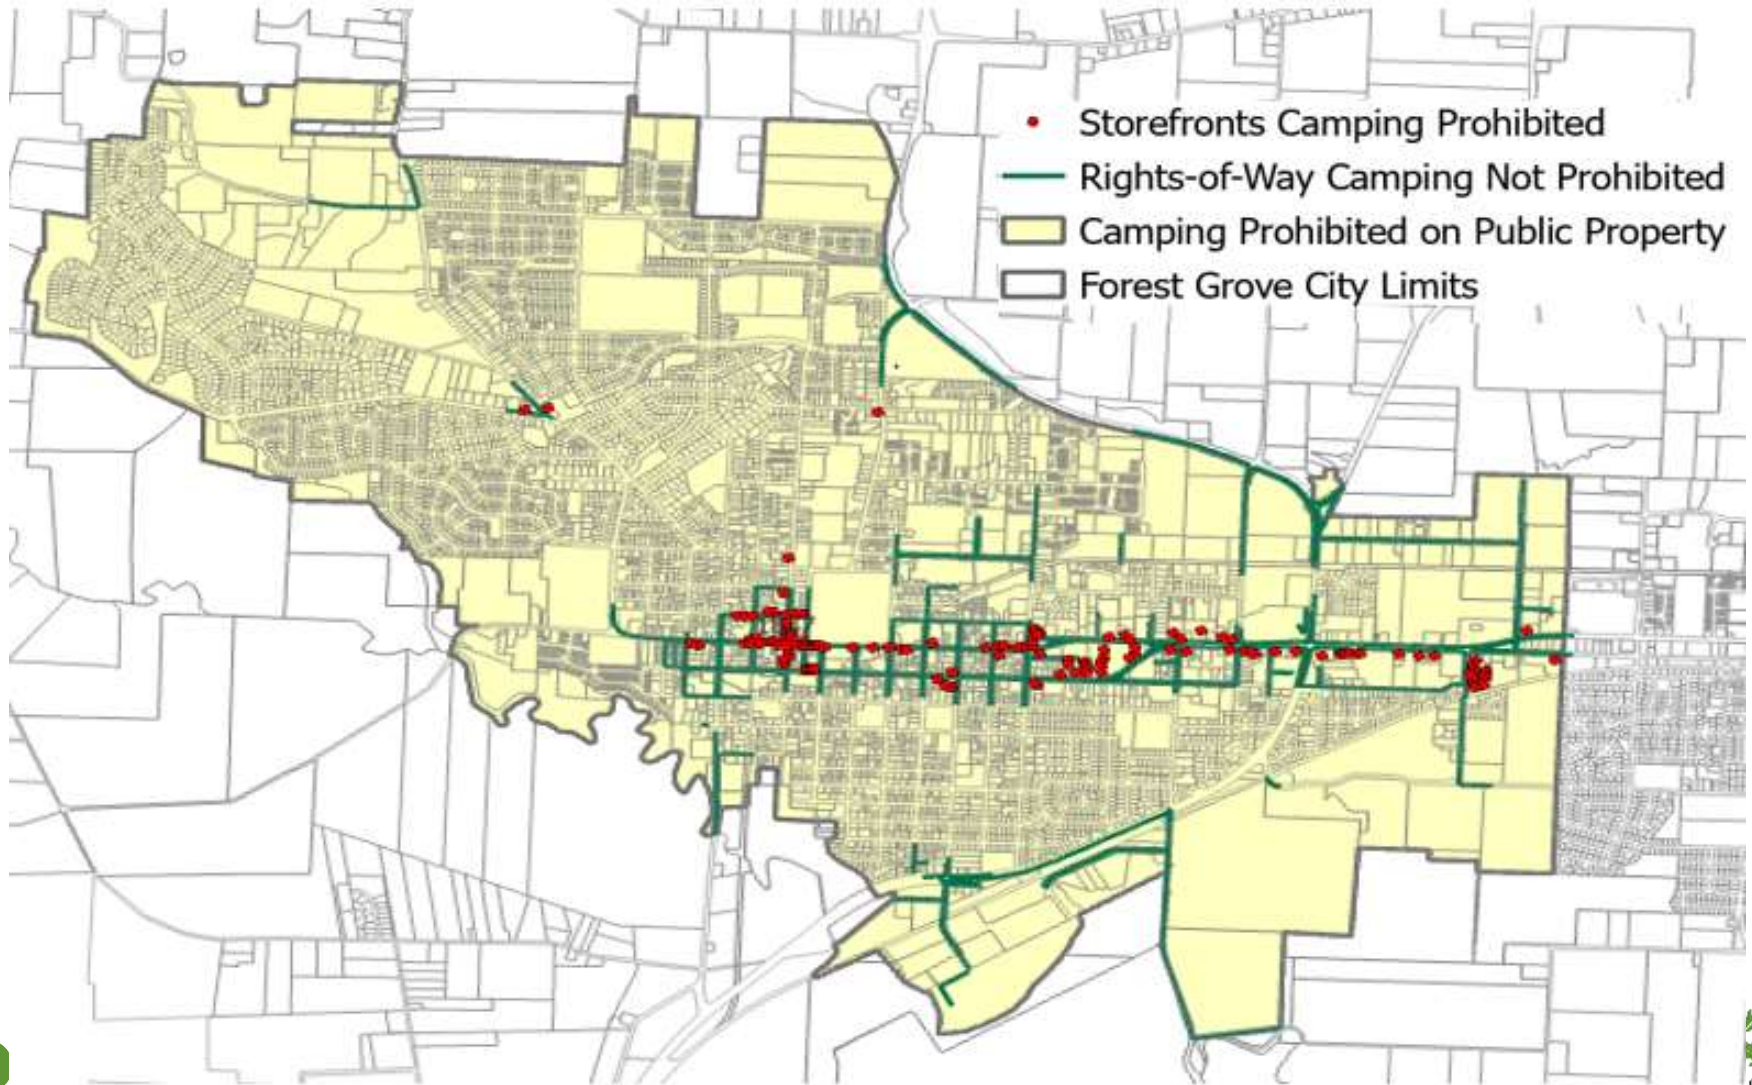 Storefronts Camping Prohibited
Rights-of-Way Camping Not Prohibited
Camping Prohibited on Public Property
Forest Grove City Limits